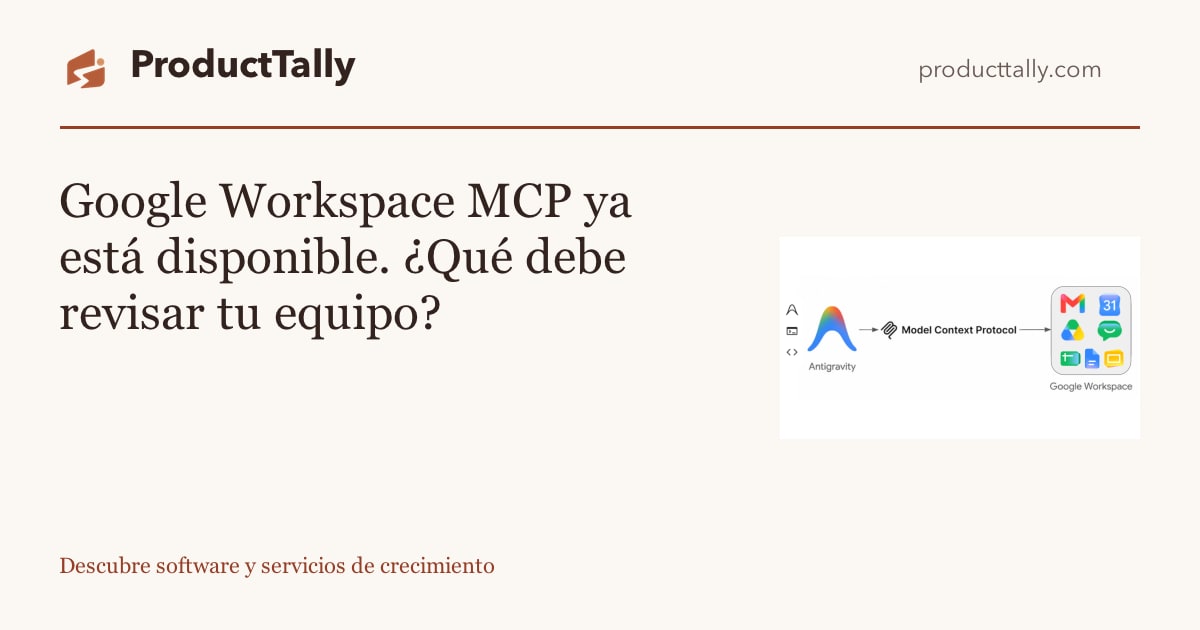 ProductTally
producttally.com
Google Workspace MCP ya
está disponible. ¿Qué debe
revisar tu equipo?
31
Model Context Protocol
Antigravity
Google Workspace
Descubre software y servicios de crecimiento